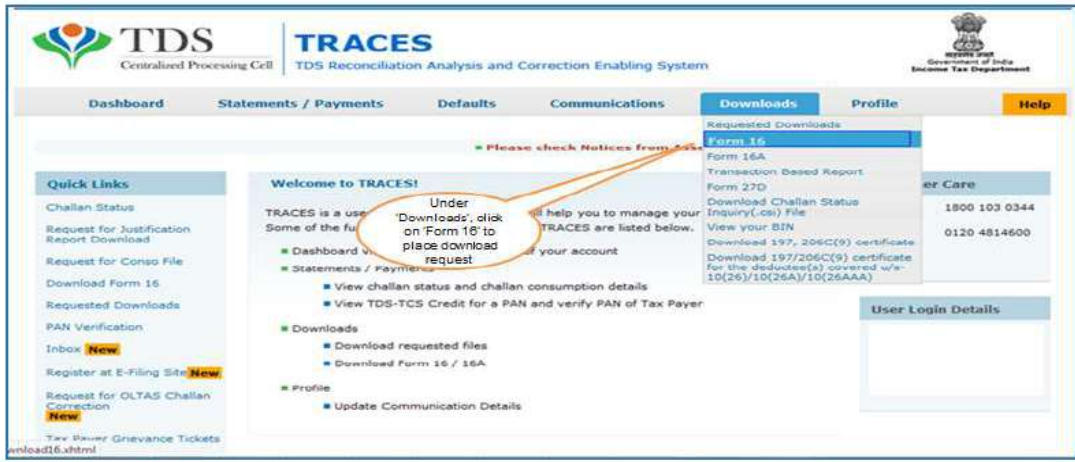 TDS
Centralized Processing Cell
TRACES
TDS Reconciliation Analysis and Correction Enabling System
सत्यमेव जयते
Government of India
Income Tax Department
Dashboard
Statements / Payments
Defaults
Communications
Downloads
Profile
Help
Requested Downloads
Form 16
Form 16A
Transaction Based Report
Form 27D
Download Challan Status
Inquiry(.csi) File
View your BIN
Download 197, 206C(9) certificate
Download 197/206C(9) certificate
for the deductee(s) covered u/s-
10(26)/10(26A)/10(26AAA)
Please check Notices from Asse
Quick Links
Challan Status
Request for Justification
Report Download
Request for Conso File
Download Form 16
Requested Downloads
PAN Verification
Inbox New
Register at E-Filing Site New
Request for OLTAS Challan
Correction
New
Tax Payer Grievance Tickets
wnload16.xhtml
Welcome to TRACES!
TRACES is a use ll help you to manage your
Some of the fu TRACES are listed below.
Dashboard vi f your account
Statements / Payments
View challan status and challan consumption details
View TDS-TCS Credit for a PAN and verify PAN of Tax Payer
Downloads
Download requested files
Download Form 16 / 16A
Profile
Update Communication Details
Under
'Downloads', click
on 'Form 16' to
place download
request
er Care
1800 103 0344
0120 4814600
User Login Details